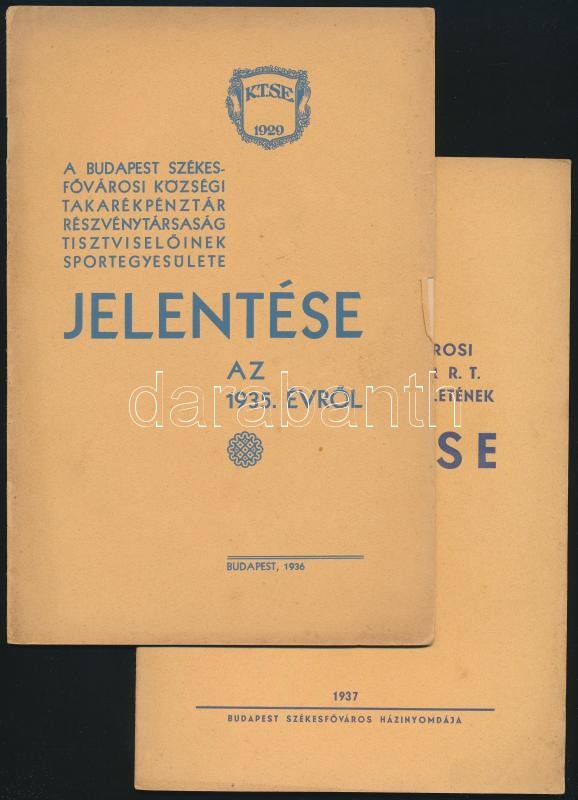 K.T.SE
1929
A BUDAPEST SZÉKES-
FŐVÁROSI KÖZSÉGI
TAKARÉKPÉNZTÁR
RÉSZVÉNYTÁRSASÁG
TISZTVISELŐINEK
SPORTEGYESÜLETE
JELENTÉSE
AZ
1935. ÉVRŐL
BUDAPEST, 1936
darabanth
ROSI
R. T.
LETÉNEK
SE
1937
BUDAPEST SZÉKESFŐVÁROS HÁZINYOMDÁJA